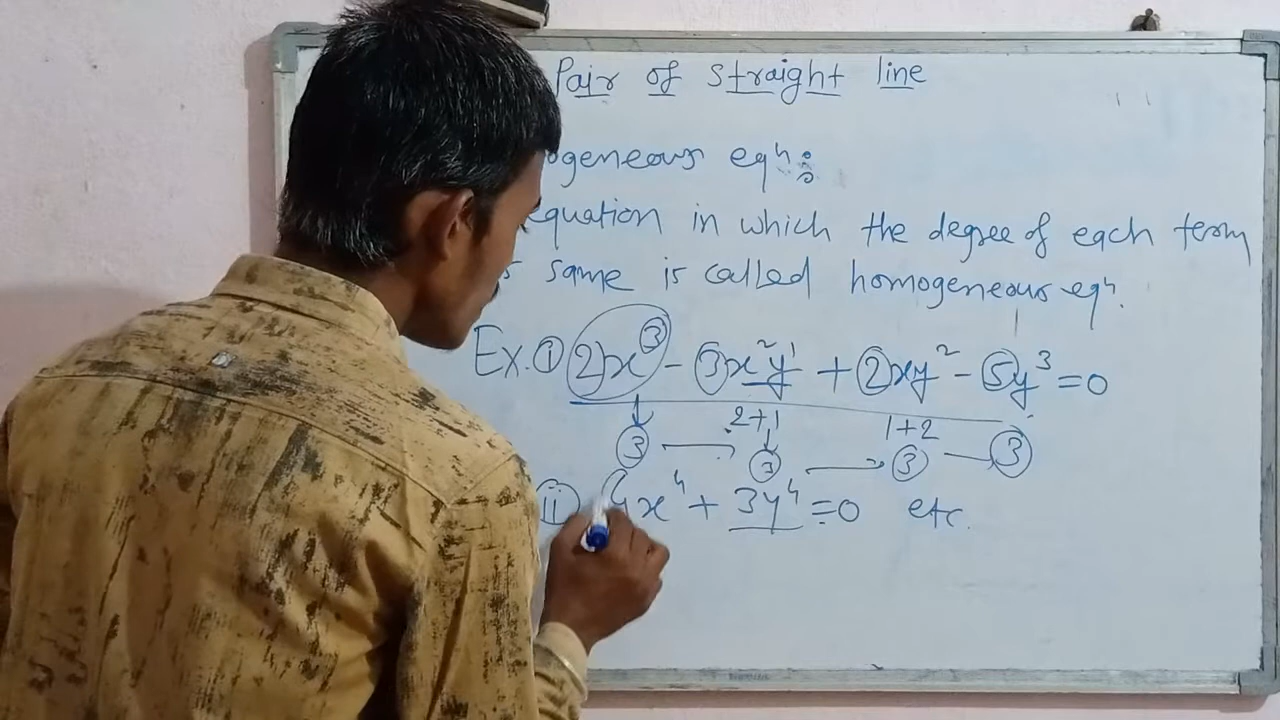 Pair of straight line
ogeneous eqⁿ:
equation in which the degree of each term
same is called homogeneous eqⁿ.
Ex. ① 2x³ - 3x²y¹ + 2xy² - 5y³ = 0
2+1 1+2
③ ③ ③ ③
ⅱ 4x⁴ + 3y⁴ = 0 etc.